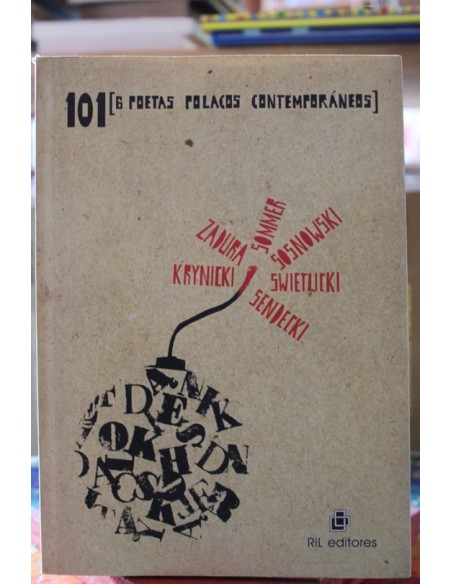 101 [6 POETAS POLACOS CONTEMPORÁNEOS]
ZADURA
SOMMER
SOSNOWSKI
KRYNICKI
SWIETLICKI
SENDECKI
RiL editores